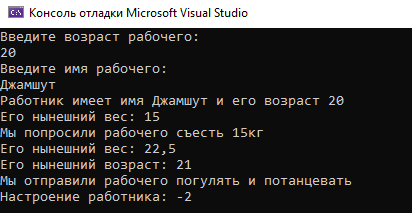 Консоль отладки Microsoft Visual Studio
Введите возраст рабочего:
20
Введите имя рабочего:
Джамшут
Работник имеет имя Джамшут и его возраст 20
Его нынешний вес: 15
Мы попросили рабочего съесть 15кг
Его нынешний вес: 22,5
Его нынешний возраст: 21
Мы отправили рабочего погулять и потанцевать
Настроение работника: -2